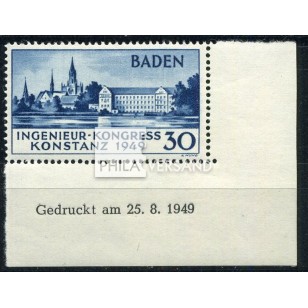 BADEN
INGENIEUR-KONGRESS
KONSTANZ 1949
30
PHILA VERSAND
Gedruckt am 25. 8. 1949